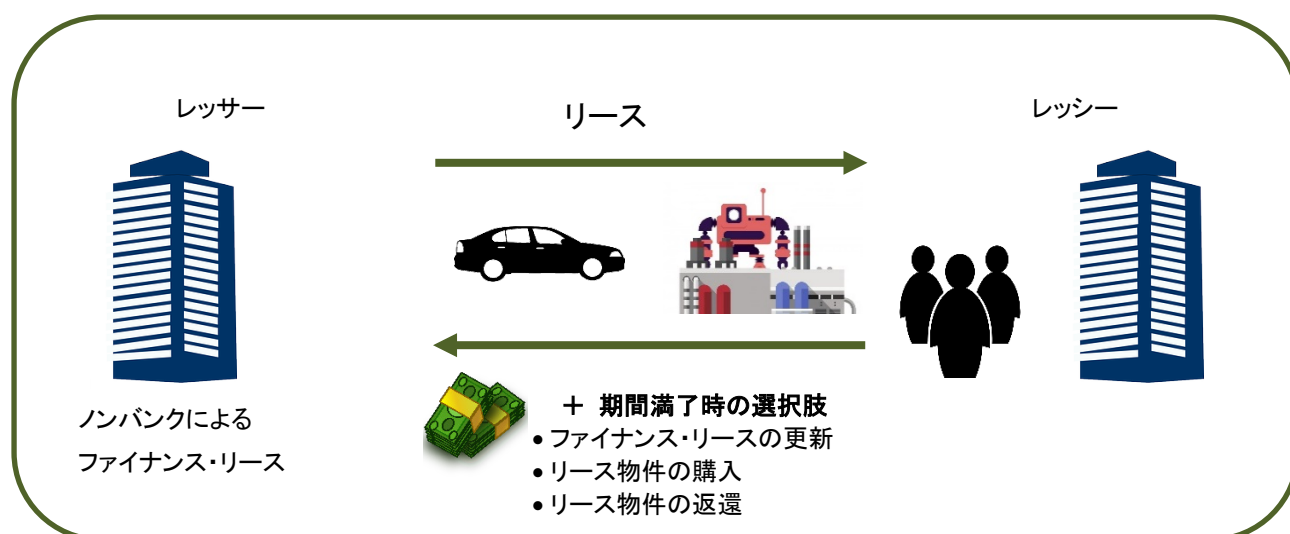 レッサー
リース
レッシー
ノンバンクによる
ファイナンス・リース
＋ 期間満了時の選択肢
• ファイナンス・リースの更新
• リース物件の購入
• リース物件の返還